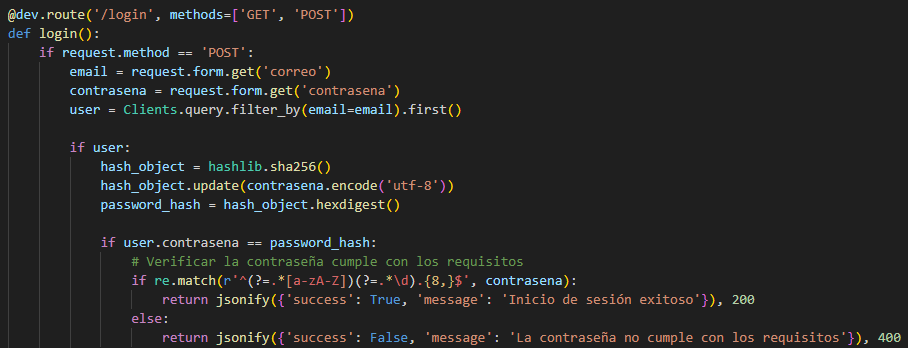 @dev.route('/login', methods=['GET', 'POST'])
def login():
if request.method == 'POST':
email = request.form.get('correo')
contrasena = request.form.get('contrasena')
user = Clients.query.filter_by(email=email).first()
if user:
hash_object = hashlib.sha256()
hash_object.update(contrasena.encode('utf-8'))
password_hash = hash_object.hexdigest()
if user.contrasena == password_hash:
# Verificar la contraseña cumple con los requisitos
if re.match(r'^(?=.*[a-zA-Z])(?=.*\d).{8,}$', contrasena):
return jsonify({'success': True, 'message': 'Inicio de sesión exitoso'}), 200
else:
return jsonify({'success': False, 'message': 'La contraseña no cumple con los requisitos'}), 400